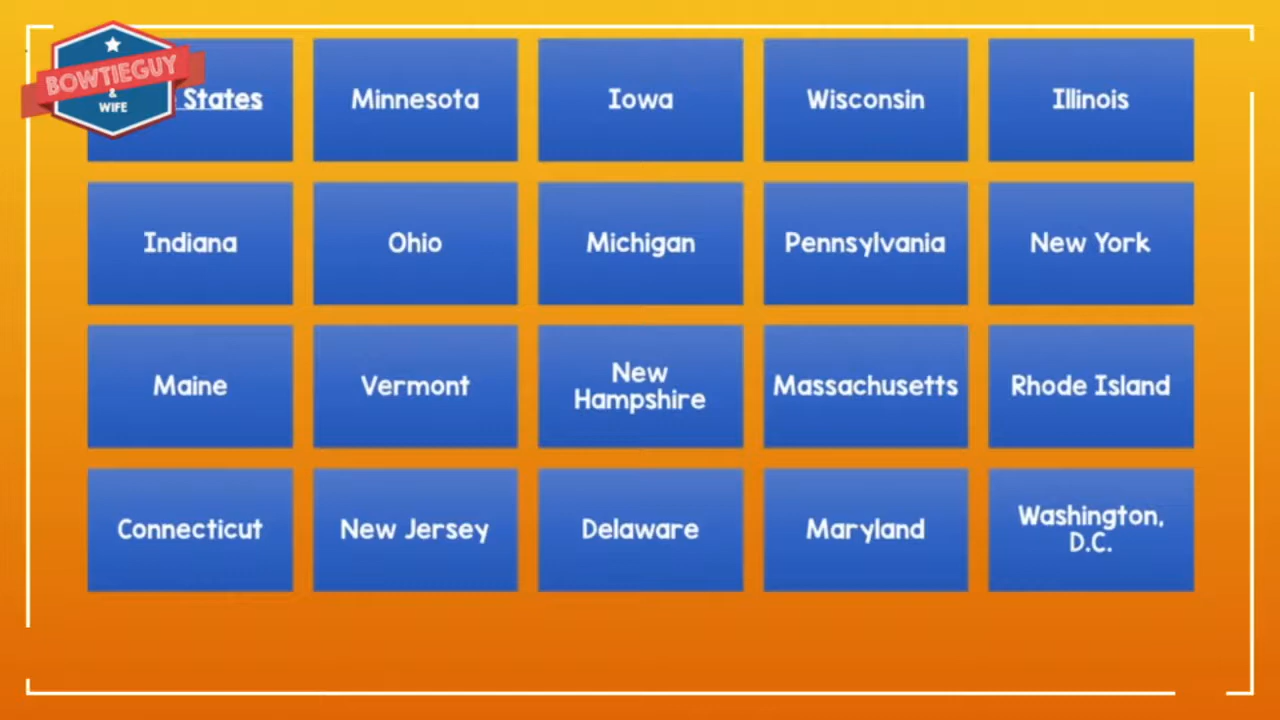 BOWTIEGUY
&
WIFE
States
Minnesota
Iowa
Wisconsin
Illinois
Indiana
Ohio
Michigan
Pennsylvania
New York
Maine
Vermont
New
Hampshire
Massachusetts
Rhode Island
Connecticut
New Jersey
Delaware
Maryland
Washington,
D.C.